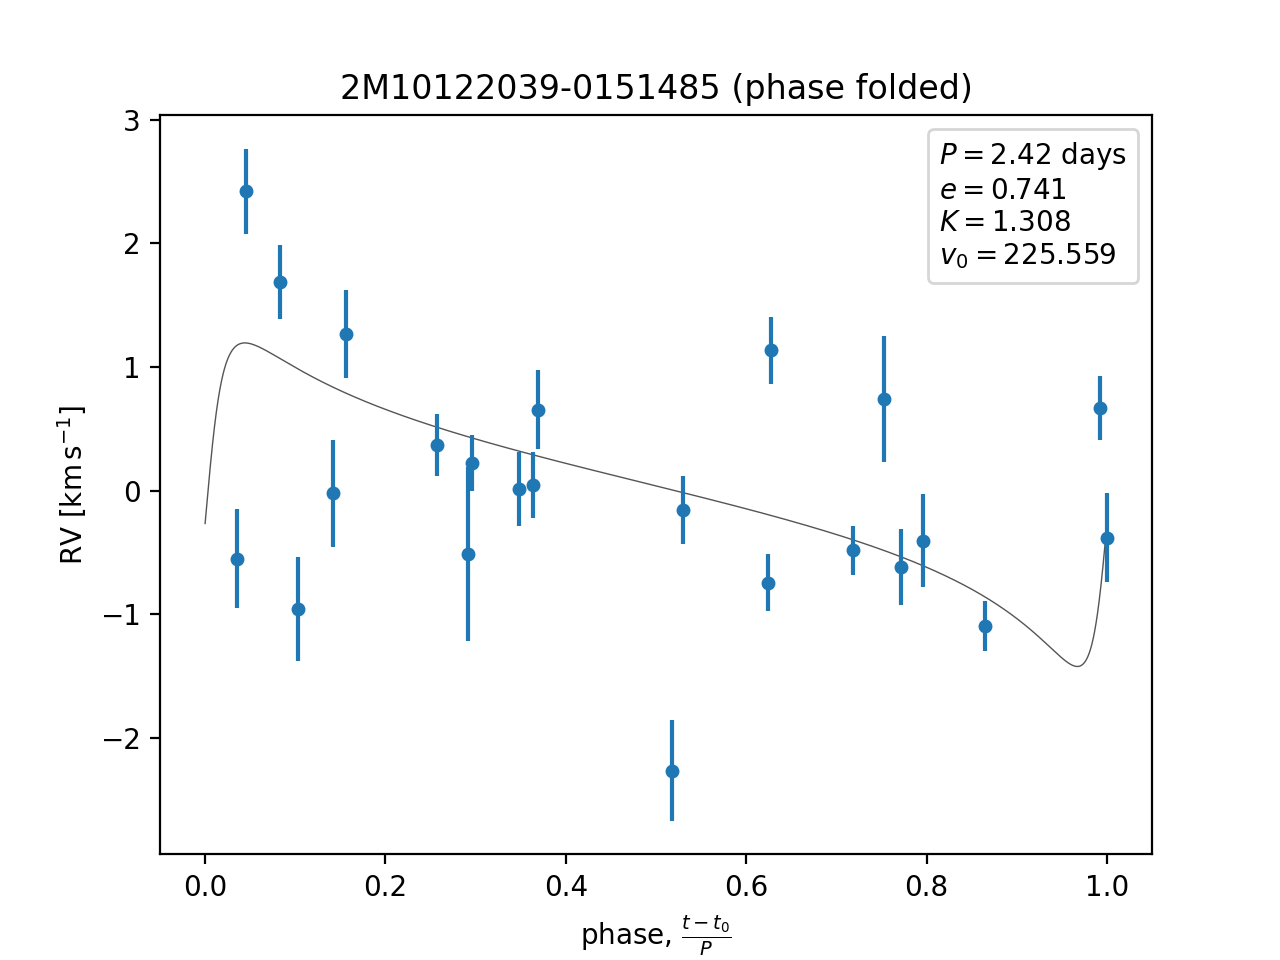 2M10122039-0151485 (phase folded)
P = 2.42 days
e = 0.741
K = 1.308
v₀ = 225.559
3
2
1
0
−1
−2
RV [km s⁻¹]
0.0 0.2 0.4 0.6 0.8 1.0
phase, (t − t₀)/P